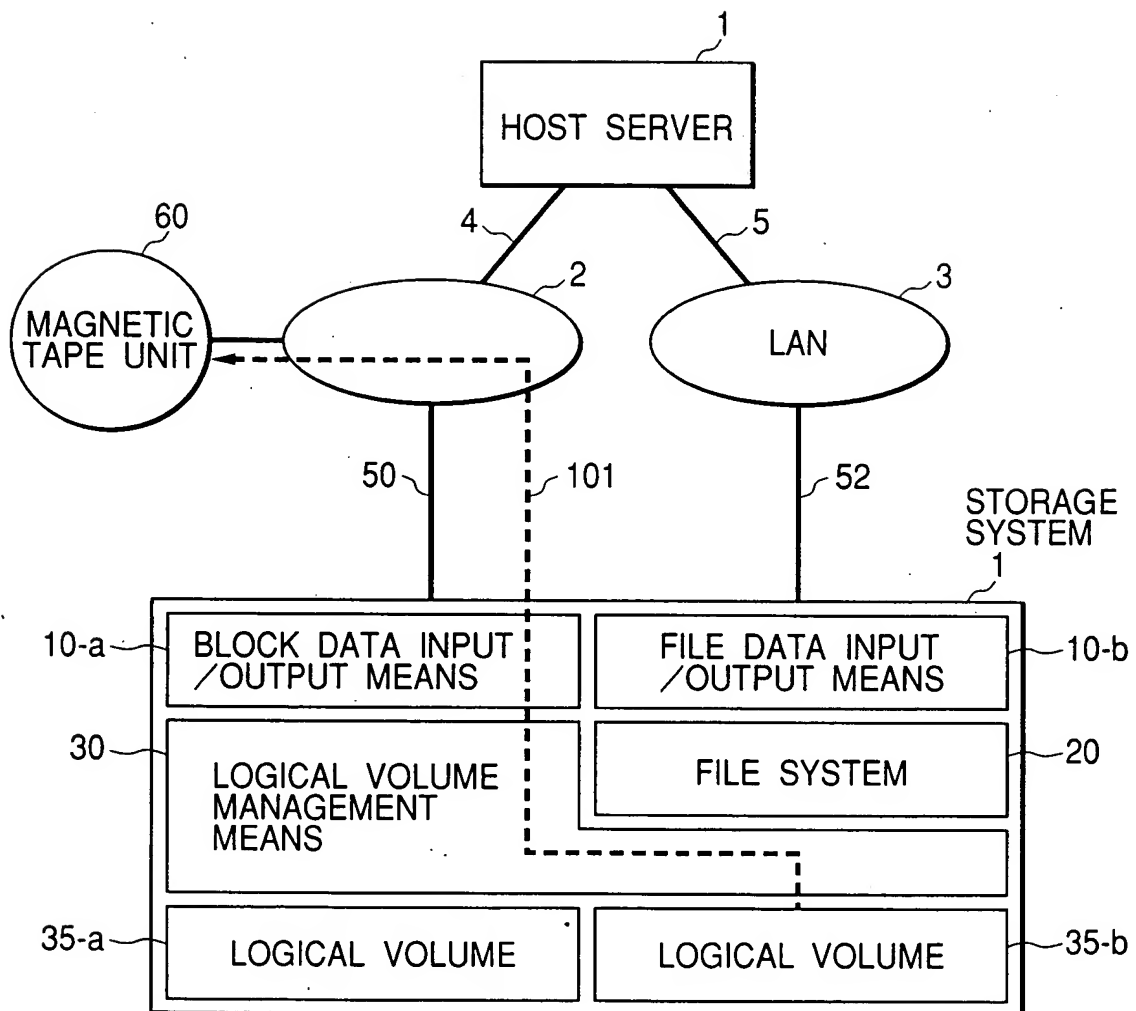 1
HOST SERVER
4
5
60
2
3
MAGNETIC
TAPE UNIT
LAN
50
101
52
STORAGE
SYSTEM
1
10-a
BLOCK DATA INPUT
/OUTPUT MEANS
FILE DATA INPUT
/OUTPUT MEANS
10-b
30
LOGICAL VOLUME
MANAGEMENT
MEANS
FILE SYSTEM
20
35-a
LOGICAL VOLUME
LOGICAL VOLUME
35-b